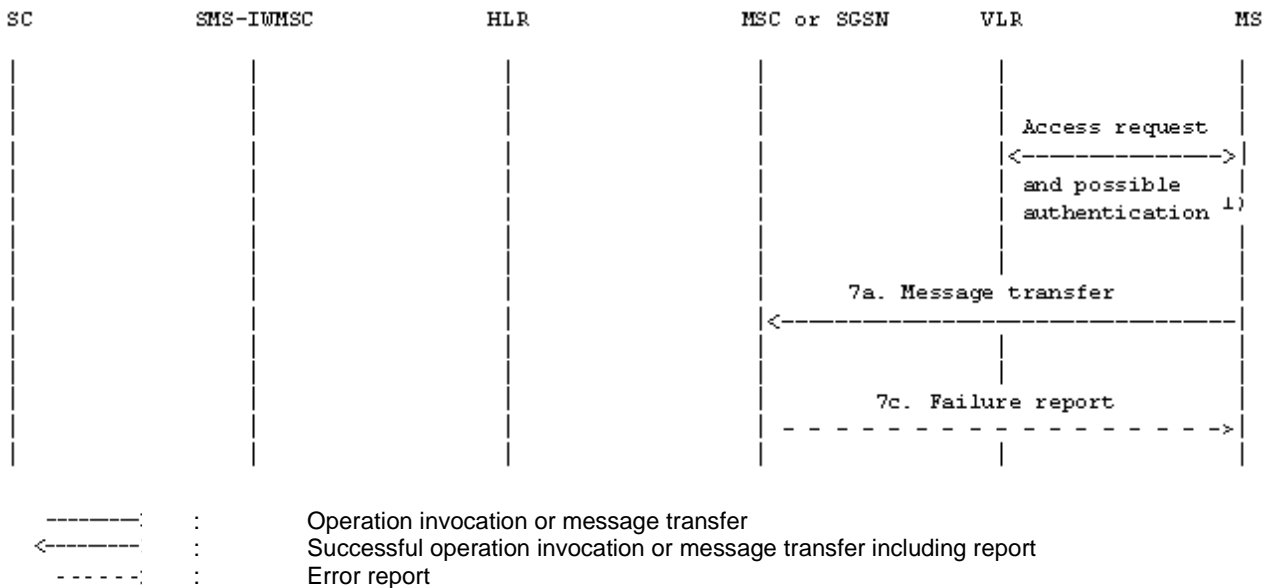 SC SMS-IWMSC HLR MSC or SGSN VLR MS
Access request
and possible
authentication 1)
7a. Message transfer
7c. Failure report
: Operation invocation or message transfer
: Successful operation invocation or message transfer including report
: Error report